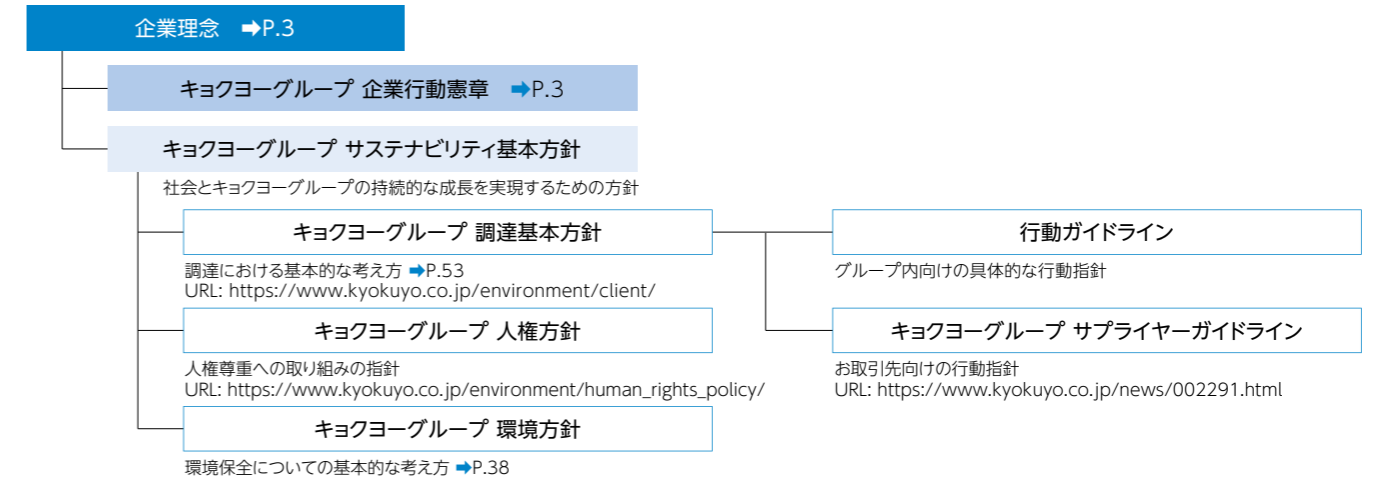 企業理念 ➡P.3
キョクヨーグループ 企業行動憲章 ➡P.3
キョクヨーグループ サステナビリティ基本方針
社会とキョクヨーグループの持続的な成長を実現するための方針
キョクヨーグループ 調達基本方針
調達における基本的な考え方 ➡P.53
URL: https://www.kyokuyo.co.jp/environment/client/
行動ガイドライン
グループ内向けの具体的な行動指針
キョクヨーグループ 人権方針
人権尊重への取り組みの指針
URL: https://www.kyokuyo.co.jp/environment/human_rights_policy/
キョクヨーグループ サプライヤーガイドライン
お取引先向けの行動指針
URL: https://www.kyokuyo.co.jp/news/002291.html
キョクヨーグループ 環境方針
環境保全についての基本的な考え方 ➡P.38